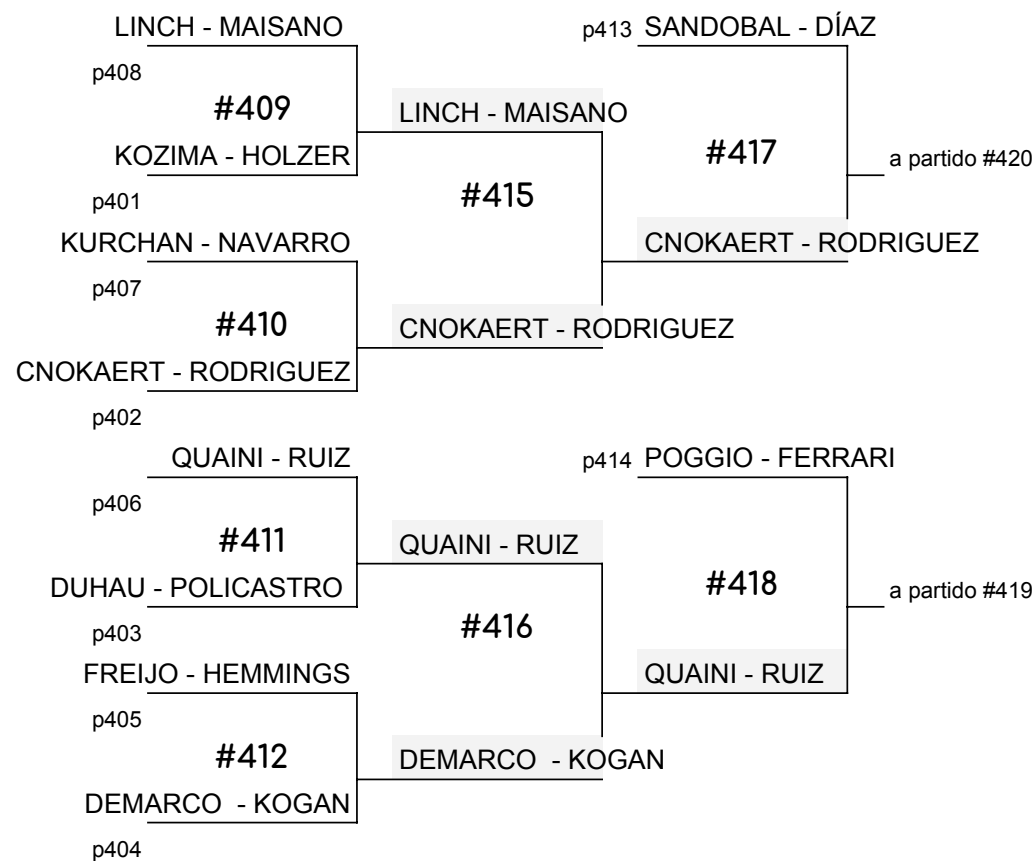 LINCH - MAISANO
p413 SANDOBAL - DÍAZ
p408
#409
LINCH - MAISANO
KOZIMA - HOLZER
#417
a partido #420
p401
#415
KURCHAN - NAVARRO
CNOKAERT - RODRIGUEZ
p407
#410
CNOKAERT - RODRIGUEZ
CNOKAERT - RODRIGUEZ
p402
QUAINI - RUIZ
p414 POGGIO - FERRARI
p406
#411
QUAINI - RUIZ
DUHAU - POLICASTRO
#418
a partido #419
p403
#416
FREIJO - HEMMINGS
QUAINI - RUIZ
p405
#412
DEMARCO - KOGAN
DEMARCO - KOGAN
p404